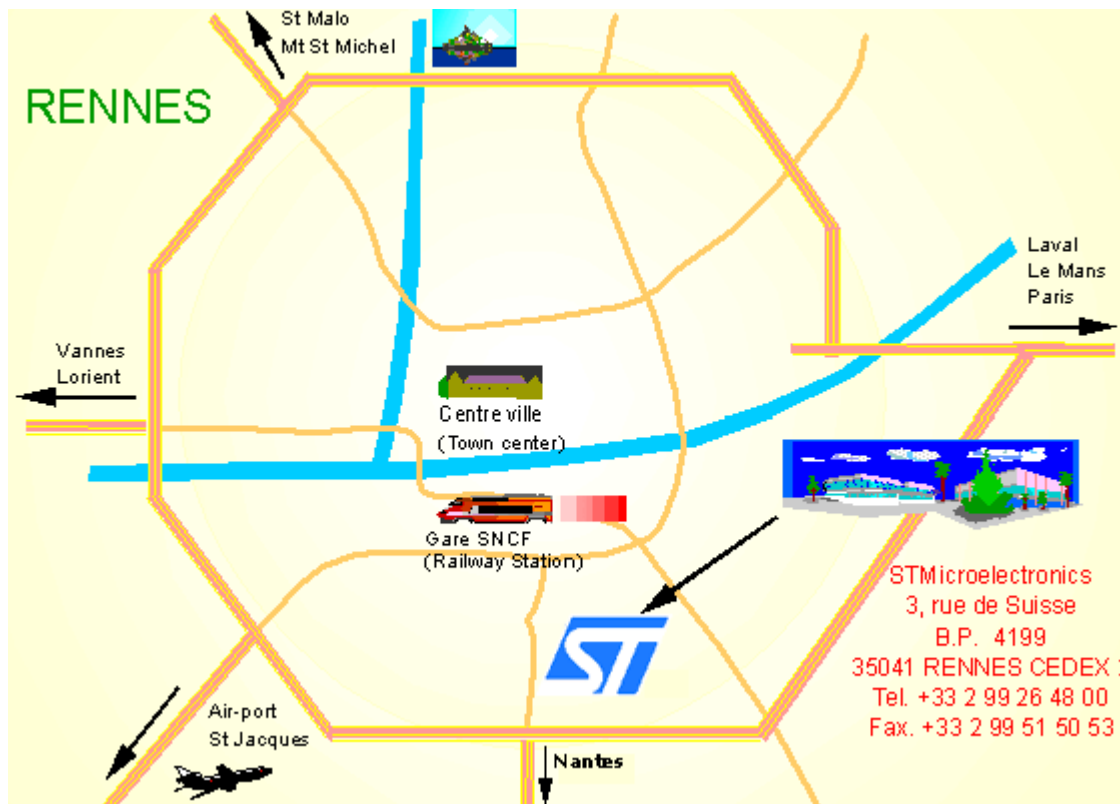 St Malo
Mt St Michel
RENNES
Laval
Le Mans
Paris
Vannes
Lorient
Centre ville
(Town center)
Gare SNCF
(Railway Station)
STMicroelectronics
3, rue de Suisse
B.P. 4199
35041 RENNES CEDEX
Tel. +33 2 99 26 48 00
Fax. +33 2 99 51 50 53
ST
Air-port
St Jacques
Nantes